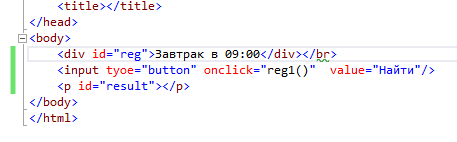 <title></title>
</head>
<body>
<div id="reg">Завтрак в 09:00</div></br>
<input tyoe="button" onclick="reg1()"  value="Найти"/>
<p id="result"></p>
</body>
</html>